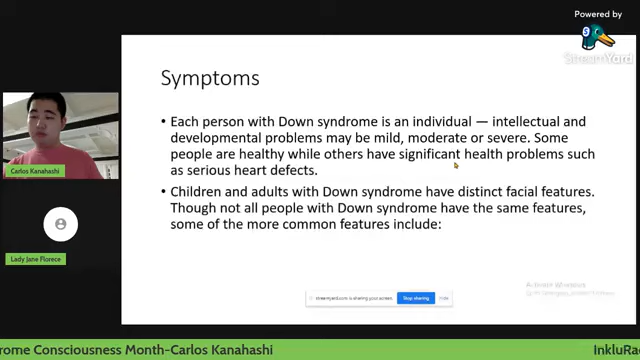 Powered by
StreamYard
Symptoms
• Each person with Down syndrome is an individual — intellectual and
developmental problems may be mild, moderate or severe. Some
people are healthy while others have significant health problems such
as serious heart defects.
• Children and adults with Down syndrome have distinct facial features.
Though not all people with Down syndrome have the same features,
some of the more common features include:
Carlos Kanahashi
Lady Jane Florece
streamyard.com is sharing your screen.
Stop sharing
Hide
Activate Windows
rome Consciousness Month-Carlos Kanahashi
InkluRa